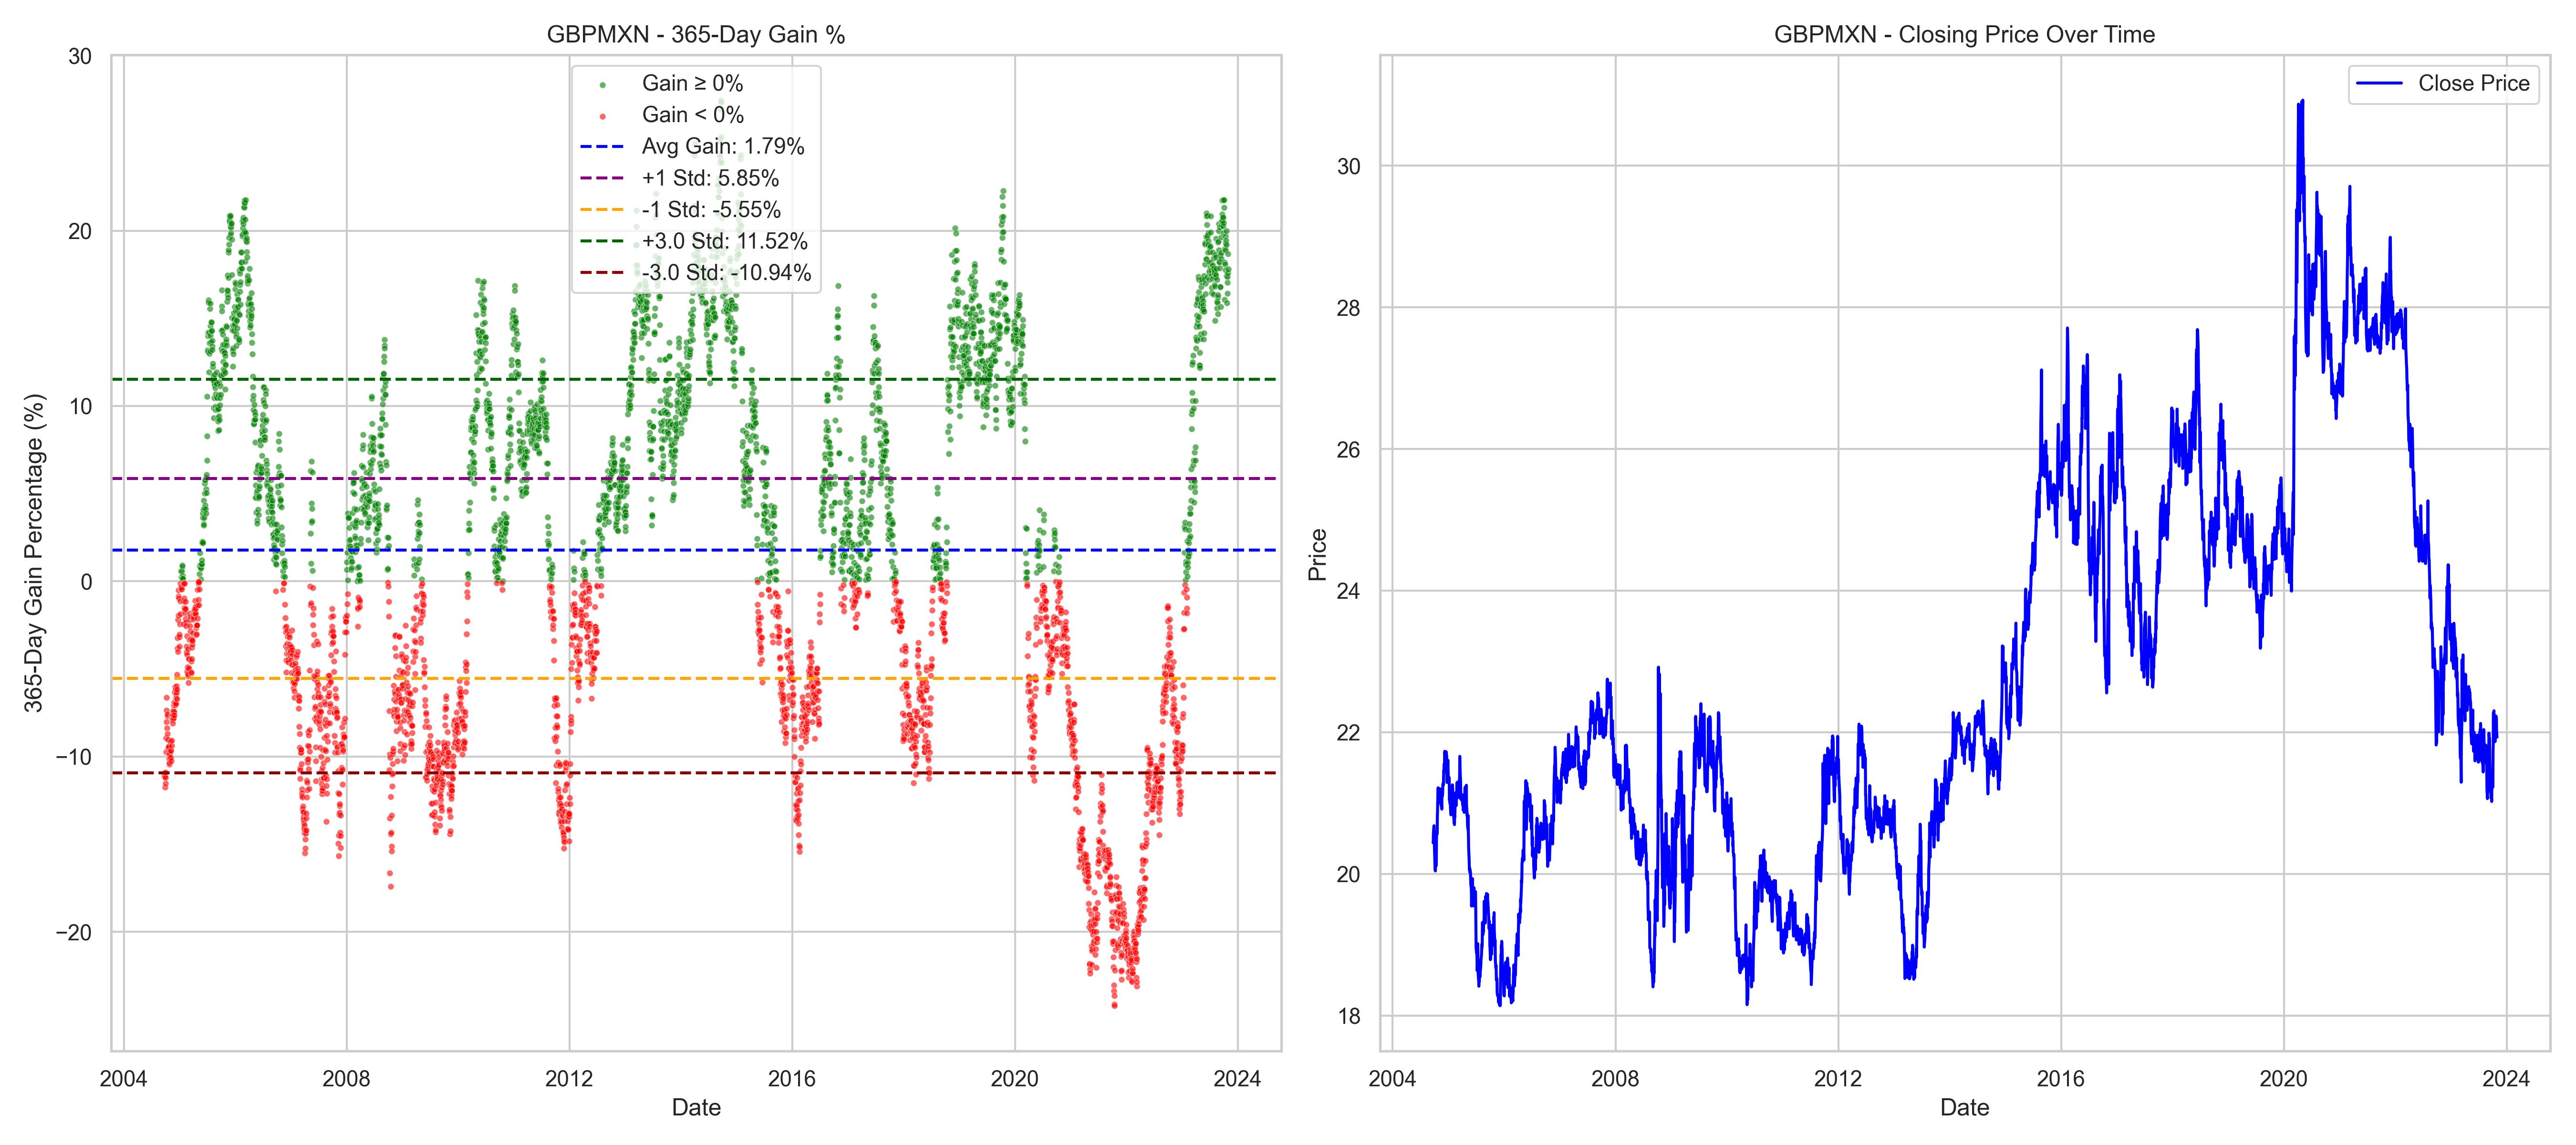 GBPMXN - 365-Day Gain %
30
20
10
0
−10
−20
365-Day Gain Percentage (%)
Gain ≥ 0%
Gain < 0%
Avg Gain: 1.79%
+1 Std: 5.85%
-1 Std: -5.55%
+3.0 Std: 11.52%
-3.0 Std: -10.94%
2004 2008 2012 2016 2020 2024
Date
GBPMXN - Closing Price Over Time
Close Price
30
28
26
24
22
20
18
Price
2004 2008 2012 2016 2020 2024
Date